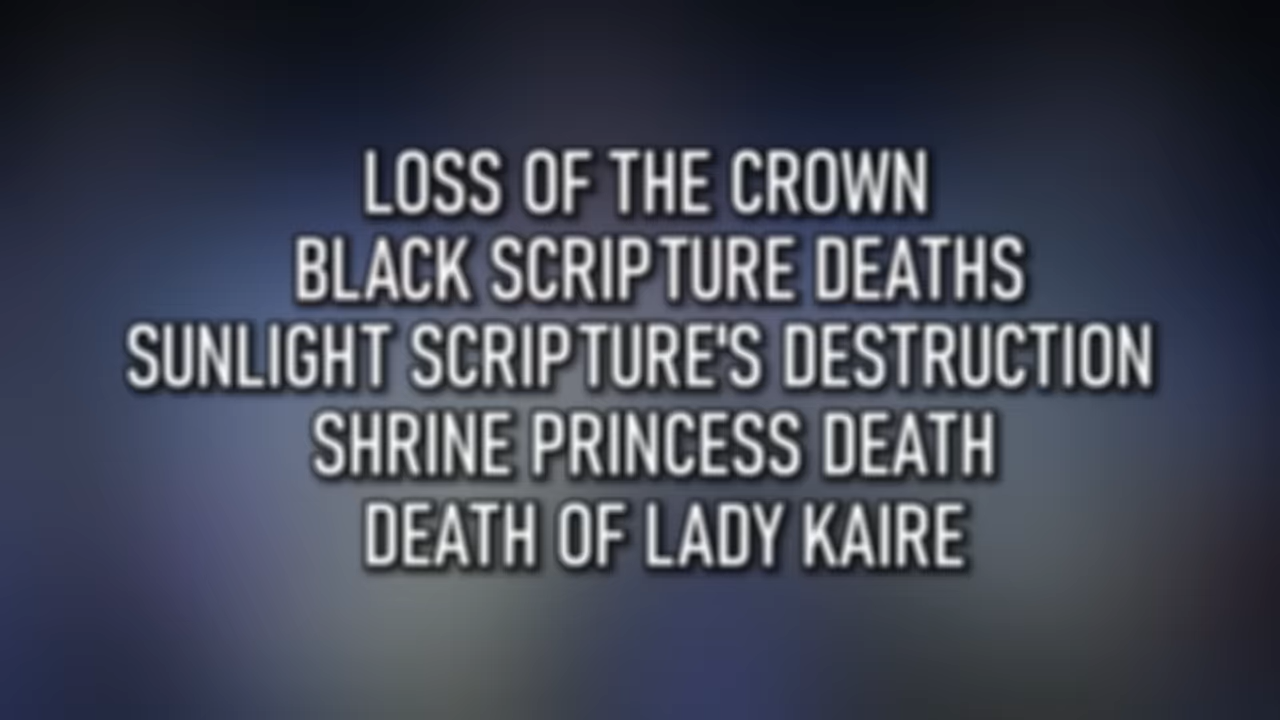 LOSS OF THE CROWN
BLACK SCRIPTURE DEATHS
SUNLIGHT SCRIPTURE'S DESTRUCTION
SHRINE PRINCESS DEATH
DEATH OF LADY KAIRE